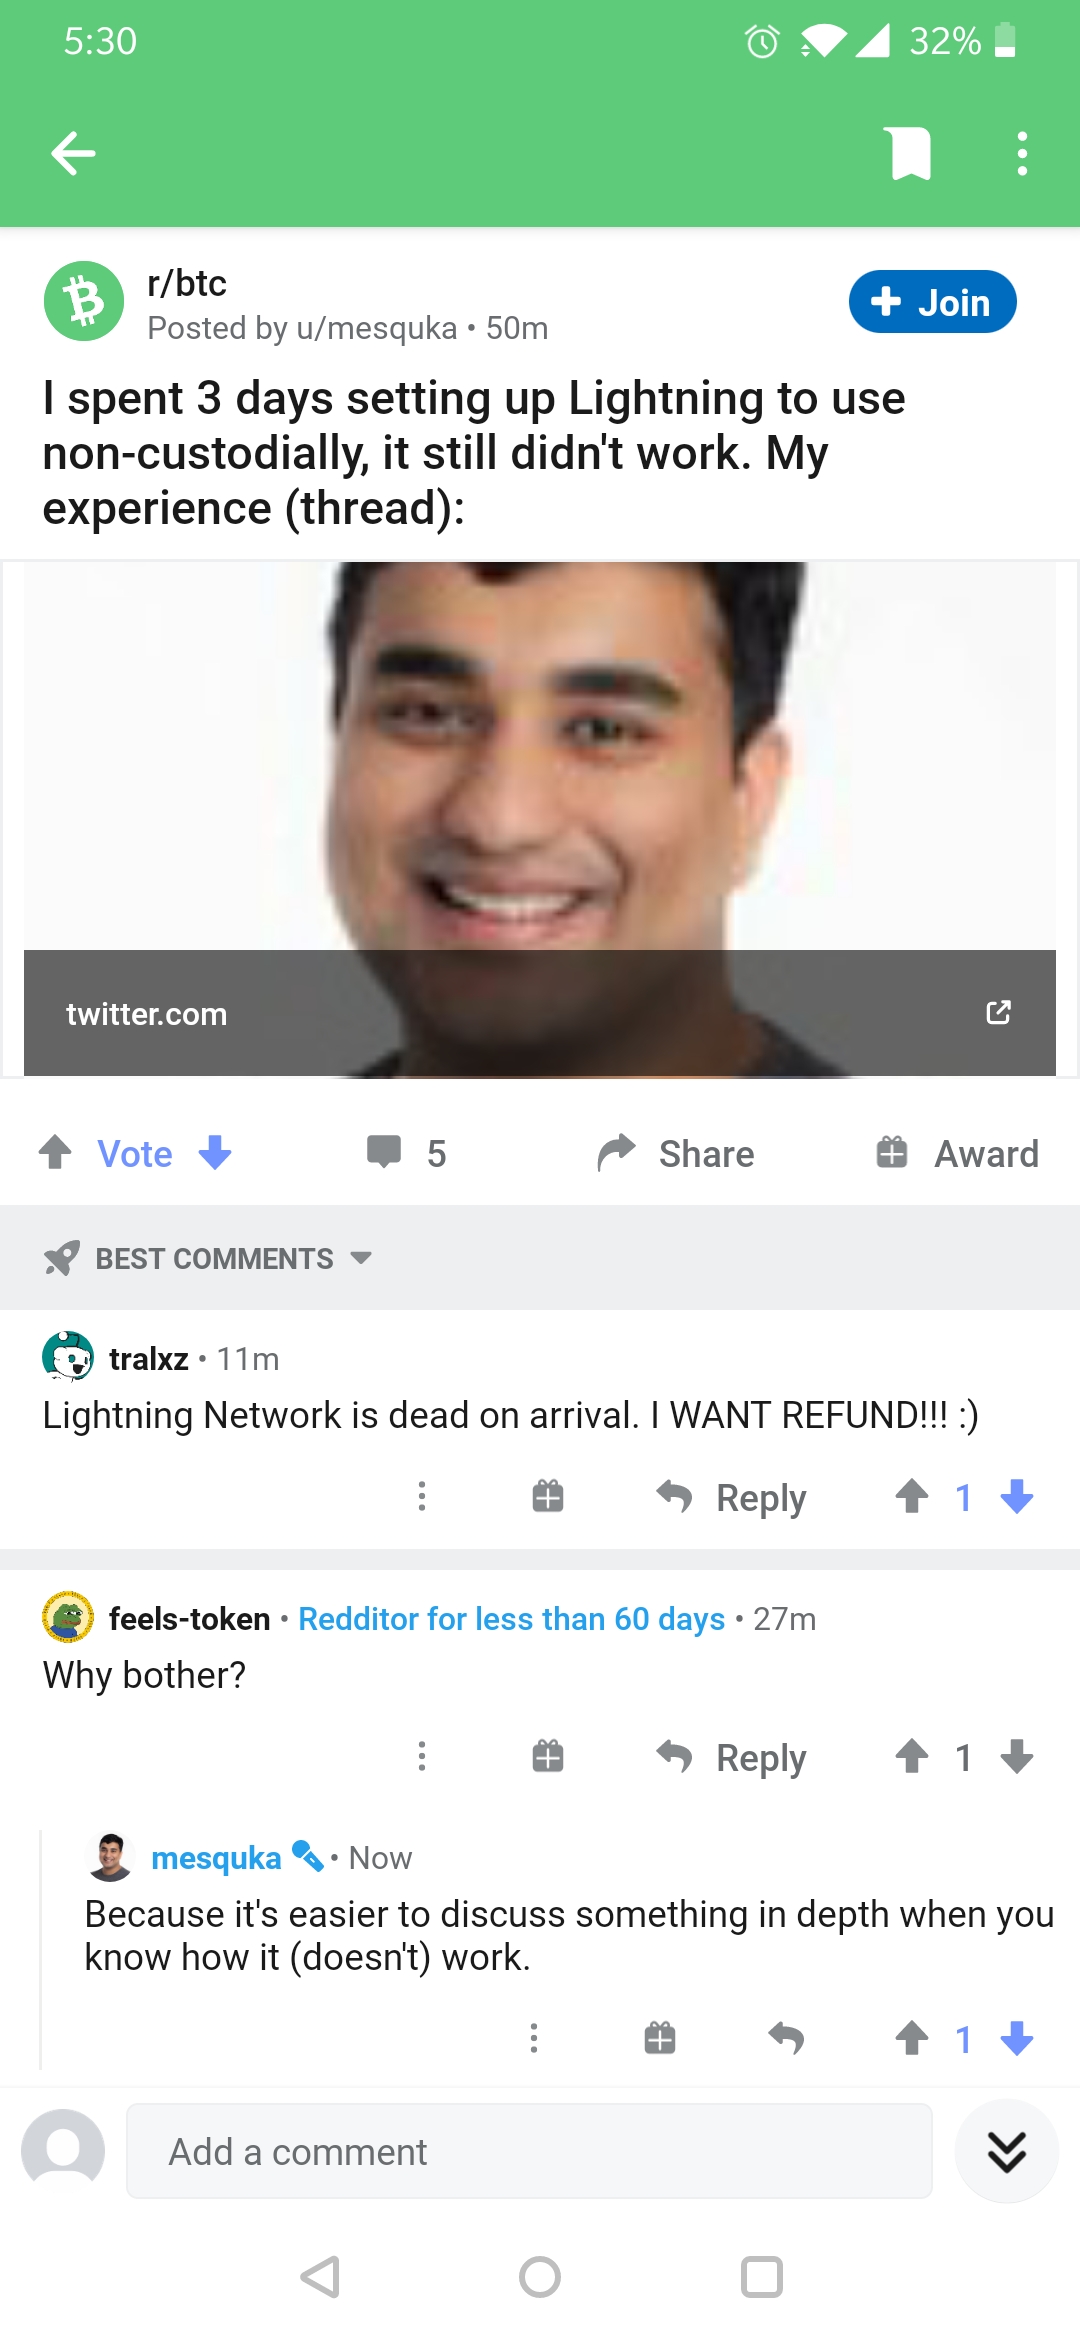 5:30
32%
r/btc
Posted by u/mesquka • 50m
+ Join
I spent 3 days setting up Lightning to use
non-custodially, it still didn't work. My
experience (thread):
twitter.com
Vote
5
Share
Award
BEST COMMENTS
tralxz • 11m
Lightning Network is dead on arrival. I WANT REFUND!!! :)
Reply
1
feels-token • Redditor for less than 60 days • 27m
Why bother?
Reply
1
mesquka • Now
Because it's easier to discuss something in depth when you
know how it (doesn't) work.
1
Add a comment